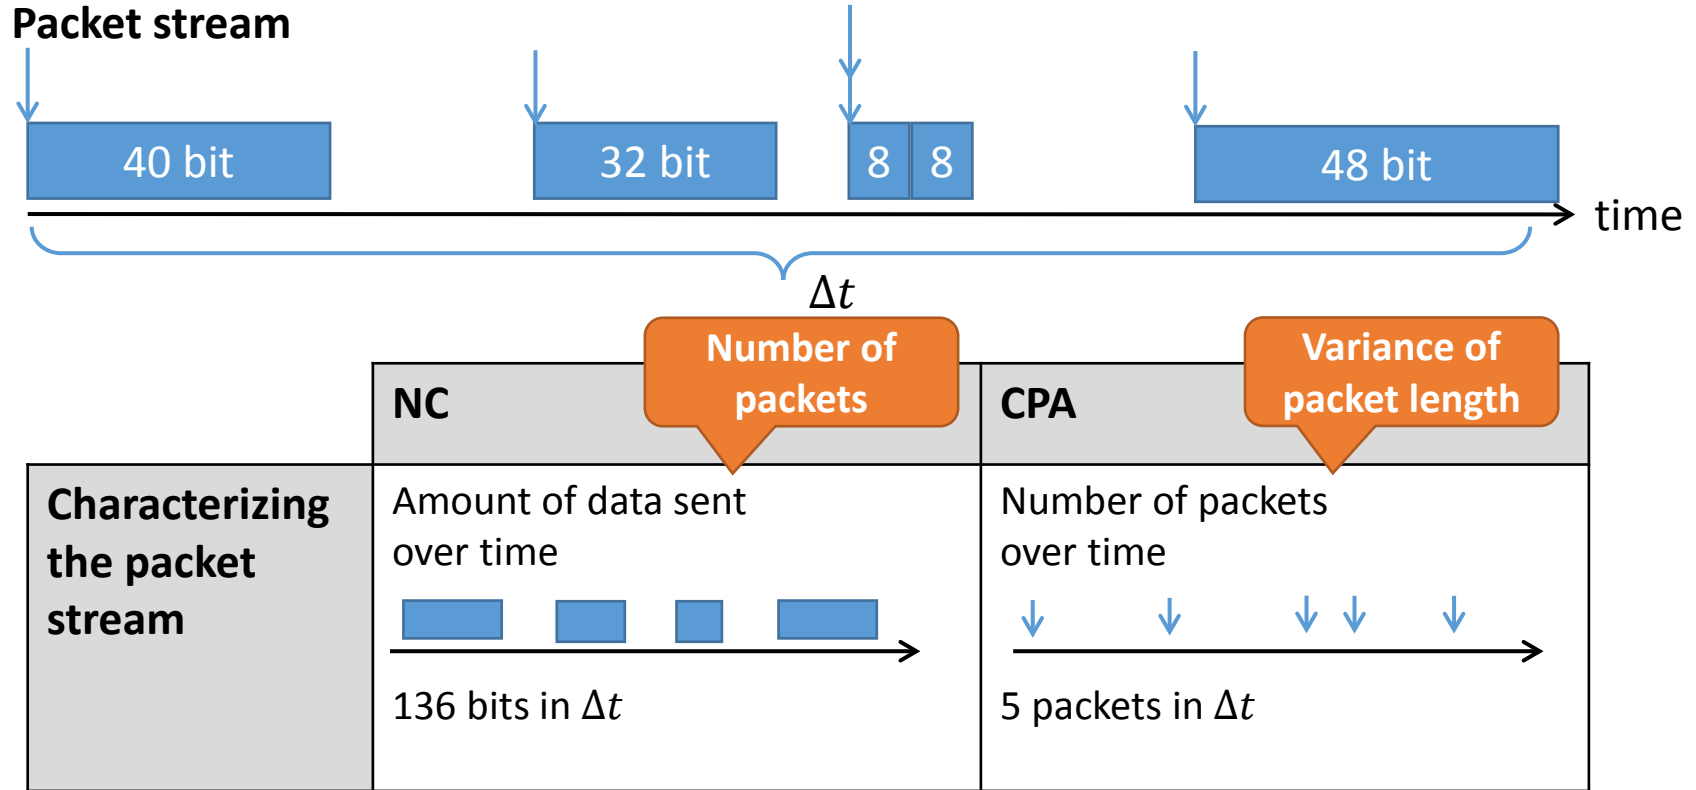 Packet stream
40 bit
32 bit
8
8
48 bit
time
Δt
Number of
packets
Variance of
packet length
NC
CPA
Characterizing
the packet
stream
Amount of data sent
over time
136 bits in Δt
Number of packets
over time
5 packets in Δt